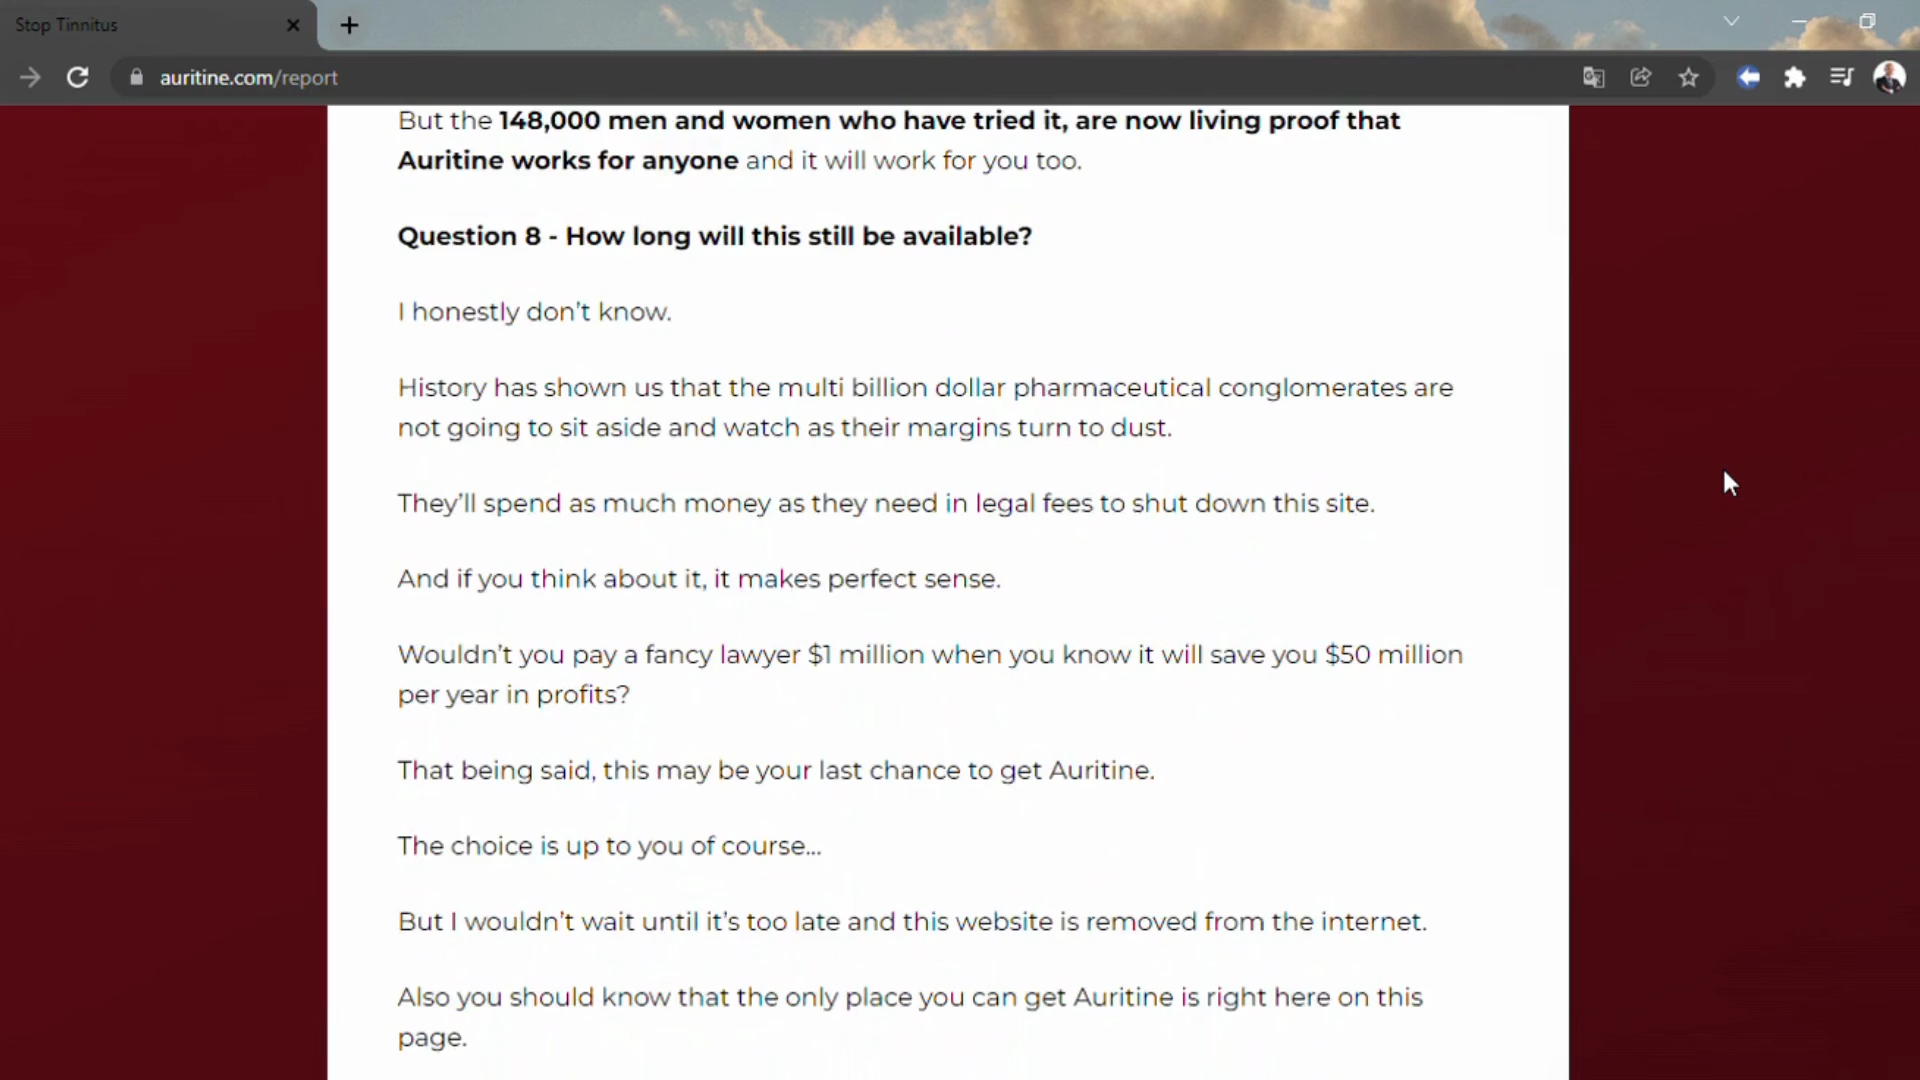 Stop Tinnitus
auritine.com/report
But the 148,000 men and women who have tried it, are now living proof that
Auritine works for anyone and it will work for you too.
Question 8 - How long will this still be available?
I honestly don't know.
History has shown us that the multi billion dollar pharmaceutical conglomerates are
not going to sit aside and watch as their margins turn to dust.
They'll spend as much money as they need in legal fees to shut down this site.
And if you think about it, it makes perfect sense.
Wouldn't you pay a fancy lawyer $1 million when you know it will save you $50 million
per year in profits?
That being said, this may be your last chance to get Auritine.
The choice is up to you of course...
But I wouldn't wait until it's too late and this website is removed from the internet.
Also you should know that the only place you can get Auritine is right here on this
page.